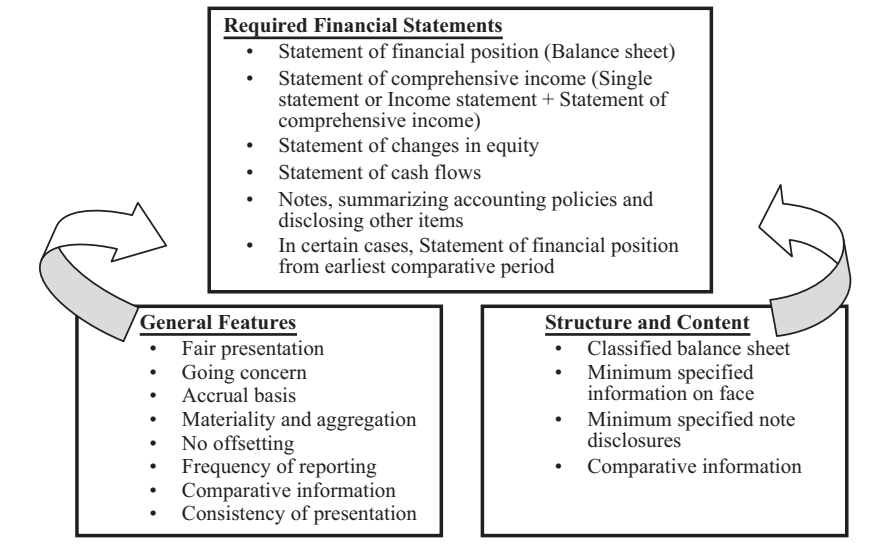 Required Financial Statements
• Statement of financial position (Balance sheet)
• Statement of comprehensive income (Single
statement or Income statement + Statement of
comprehensive income)
• Statement of changes in equity
• Statement of cash flows
• Notes, summarizing accounting policies and
disclosing other items
• In certain cases, Statement of financial position
from earliest comparative period
General Features
• Fair presentation
• Going concern
• Accrual basis
• Materiality and aggregation
• No offsetting
• Frequency of reporting
• Comparative information
• Consistency of presentation
Structure and Content
• Classified balance sheet
• Minimum specified
information on face
• Minimum specified note
disclosures
• Comparative information